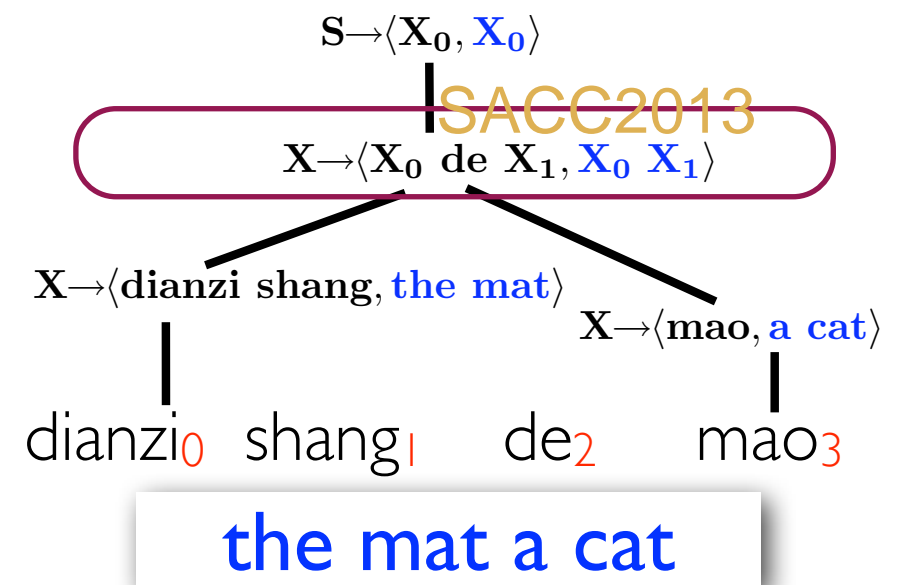 S→⟨X₀, X₀⟩
SACC2013
X→⟨X₀ de X₁, X₀ X₁⟩
X→⟨dianzi shang, the mat⟩
X→⟨mao, a cat⟩
dianzi₀ shang₁ de₂ mao₃
the mat a cat